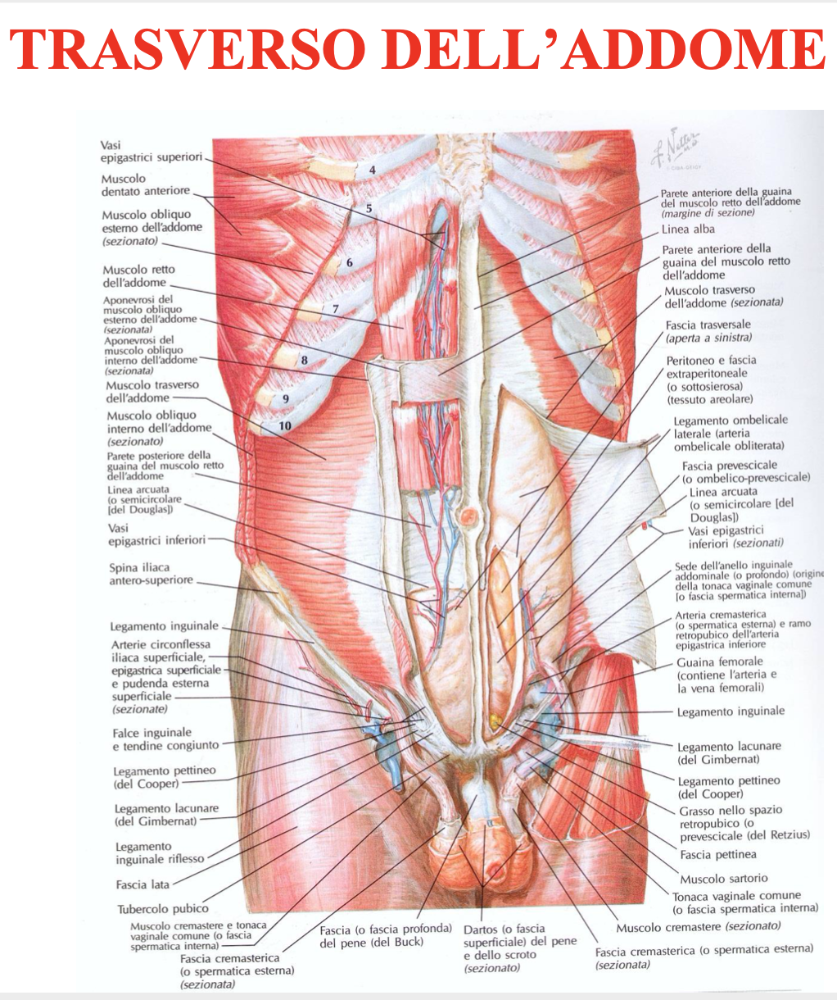 TRASVERSO DELL’ADDOME
F. Netter
M.D.
© CIBA-GEIGY
Vasi
epigastrici superiori
Muscolo
dentato anteriore
Muscolo obliquo
esterno dell'addome
(sezionato)
Muscolo retto
dell'addome
Aponevrosi del
muscolo obliquo
esterno dell'addome
(sezionata)
Aponevrosi del
muscolo obliquo
interno dell'addome
(sezionata)
Muscolo trasverso
dell'addome
Muscolo obliquo
interno dell'addome
(sezionato)
Parete posteriore della
guaina del muscolo retto
dell'addome
Linea arcuata
(o semicircolare
[del Douglas])
Vasi
epigastrici inferiori
Spina iliaca
antero-superiore
Legamento inguinale
Arterie circonflessa
iliaca superficiale,
epigastrica superficiale
e pudenda esterna
superficiale
(sezionate)
Falce inguinale
e tendine congiunto
Legamento pettineo
(del Cooper)
Legamento lacunare
(del Gimbernat)
Legamento
inguinale riflesso
Fascia lata
Tubercolo pubico
Muscolo cremastere e tonaca
vaginale comune (o fascia
spermatica interna)
Fascia cremasterica
(o spermatica esterna)
(sezionata)
4
5
6
7
8
9
10
Fascia (o fascia profonda)
del pene (del Buck)
Dartos (o fascia
superficiale) del pene
e dello scroto
(sezionato)
Parete anteriore della guaina
del muscolo retto dell'addome
(margine di sezione)
Linea alba
Parete anteriore della
guaina del muscolo retto
dell'addome
Muscolo trasverso
dell'addome (sezionata)
Fascia trasversale
(aperta a sinistra)
Peritoneo e fascia
extraperitoneale
(o sottosierosa)
(tessuto areolare)
Legamento ombelicale
laterale (arteria
ombelicale obliterata)
Fascia prevescicale
(o ombelico-prevescicale)
Linea arcuata
(o semicircolare [del
Douglas])
Vasi epigastrici
inferiori (sezionati)
Sede dell'anello inguinale
addominale (o profondo) (origine
della tonaca vaginale comune
[o fascia spermatica interna])
Arteria cremasterica
(o spermatica esterna) e ramo
retropubico dell'arteria
epigastrica inferiore
Guaina femorale
(contiene l'arteria e
la vena femorali)
Legamento inguinale
Legamento lacunare
(del Gimbernat)
Legamento pettineo
(del Cooper)
Grasso nello spazio
retropubico (o
prevescicale (del Retzius)
Fascia pettinea
Muscolo sartorio
Tonaca vaginale comune
(o fascia spermatica interna)
Muscolo cremastere (sezionato)
Fascia cremasterica (o spermatica esterna)
(sezionata)